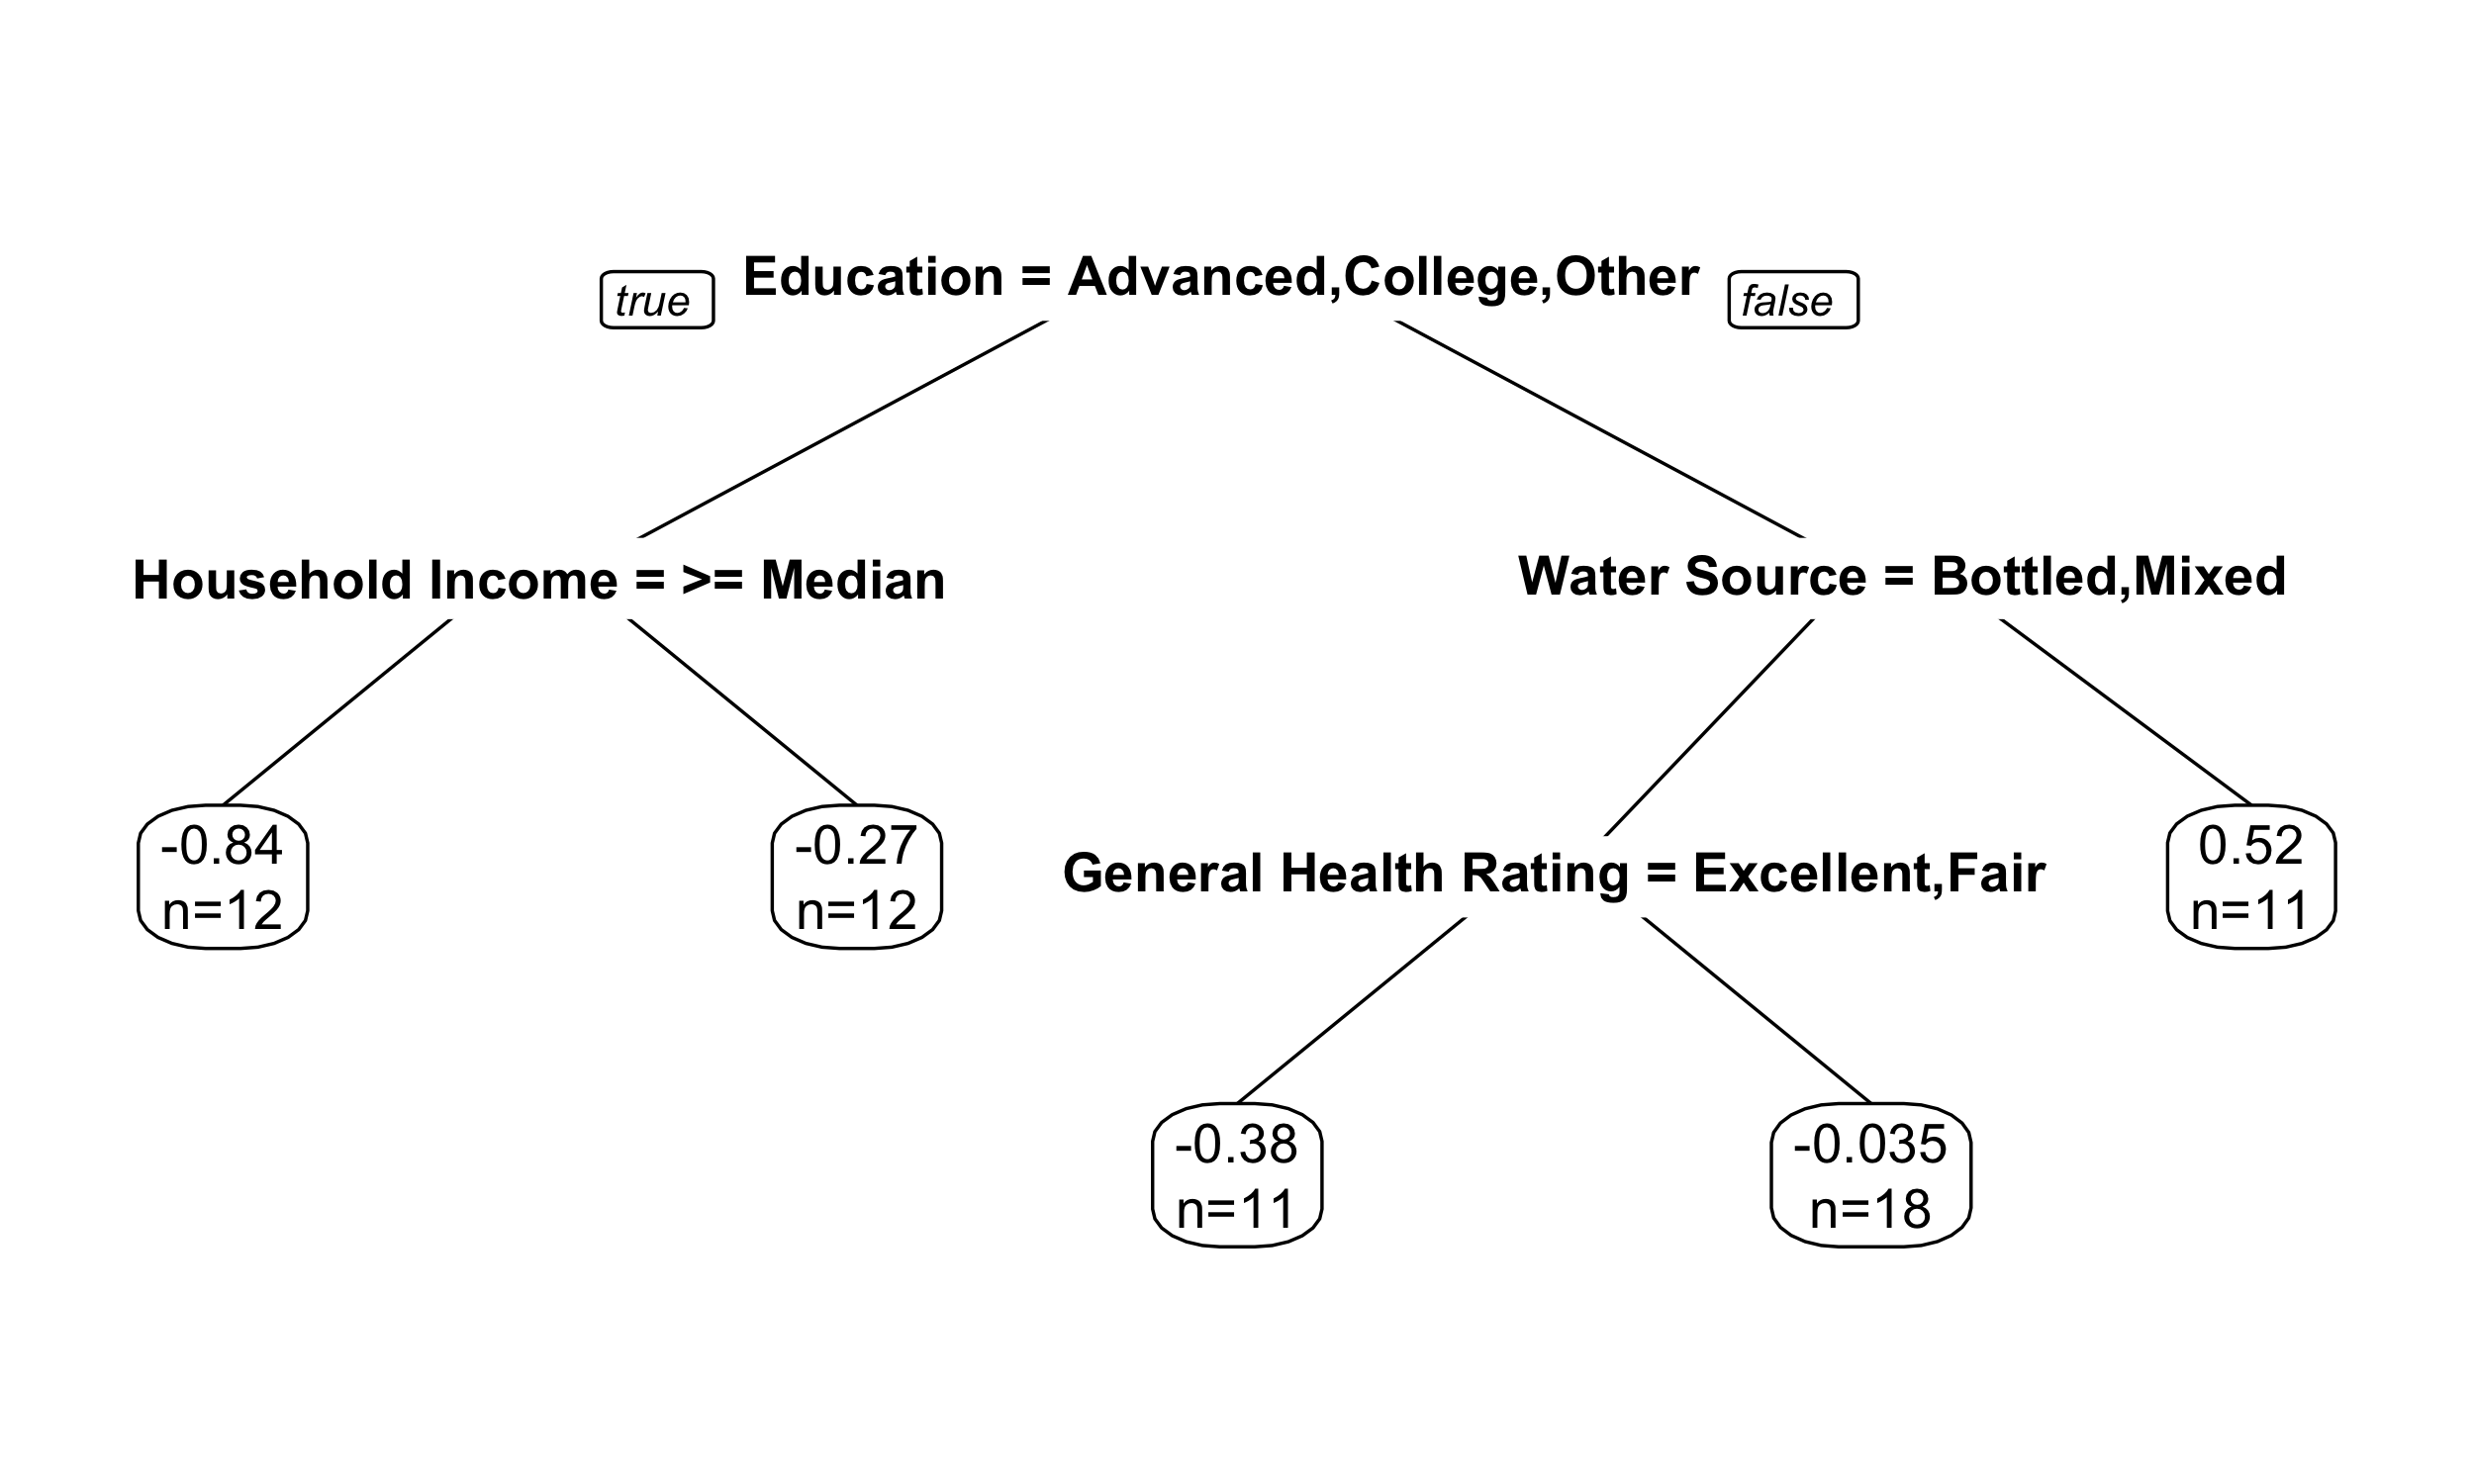 Education = Advanced,College,Other
true
false
Household Income = >= Median
Water Source = Bottled,Mixed
-0.84
n=12
-0.27
n=12
General Health Rating = Excellent,Fair
0.52
n=11
-0.38
n=11
-0.035
n=18